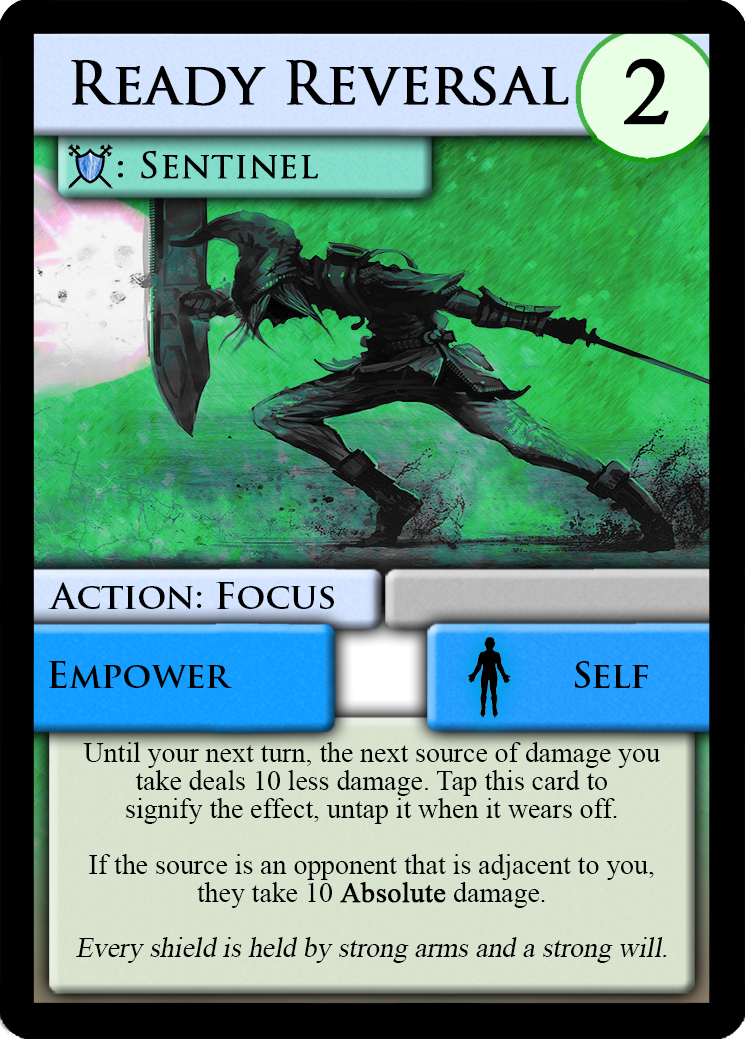 Ready Reversal
2
: Sentinel
Action: Focus
Empower
Self
Until your next turn, the next source of damage you
take deals 10 less damage. Tap this card to
signify the effect, untap it when it wears off.
If the source is an opponent that is adjacent to you,
they take 10 Absolute damage.
Every shield is held by strong arms and a strong will.